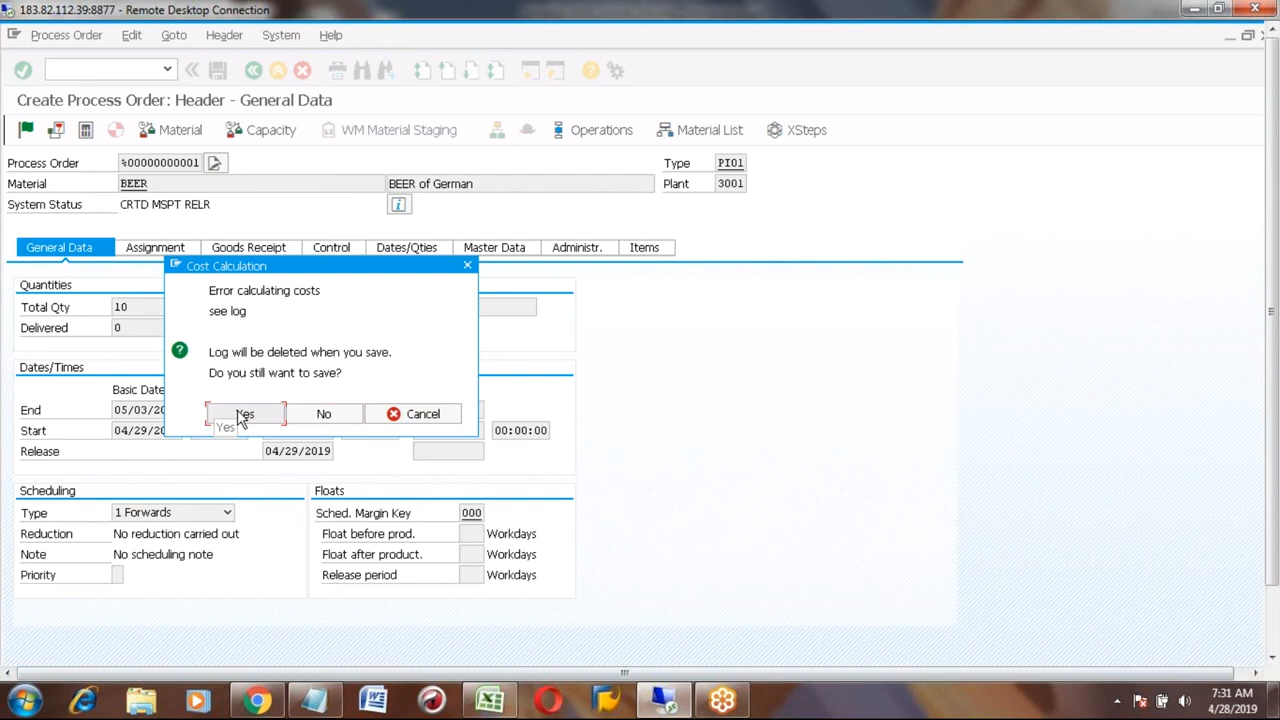 183.82.112.39:8877 - Remote Desktop Connection
Process Order Edit Goto Header System Help
Create Process Order: Header - General Data
Material Capacity WM Material Staging Operations Material List XSteps
Process Order %00000000001 Type PI01
Material BEER BEER of German Plant 3001
System Status CRTD MSPT RELR
General Data Assignment Goods Receipt Control Dates/Qties Master Data Administr. Items
Cost Calculation
Quantities
Error calculating costs
Total Qty 10
see log
Delivered 0
Log will be deleted when you save.
Dates/Times
Do you still want to save?
Basic Date
End 05/03/20
Yes No Cancel
Yes
Start 04/29/20 00:00:00
Release 04/29/2019
Scheduling Floats
Type 1 Forwards Sched. Margin Key 000
Reduction No reduction carried out Float before prod. Workdays
Note No scheduling note Float after product. Workdays
Priority Release period Workdays
7:31 AM
4/28/2019